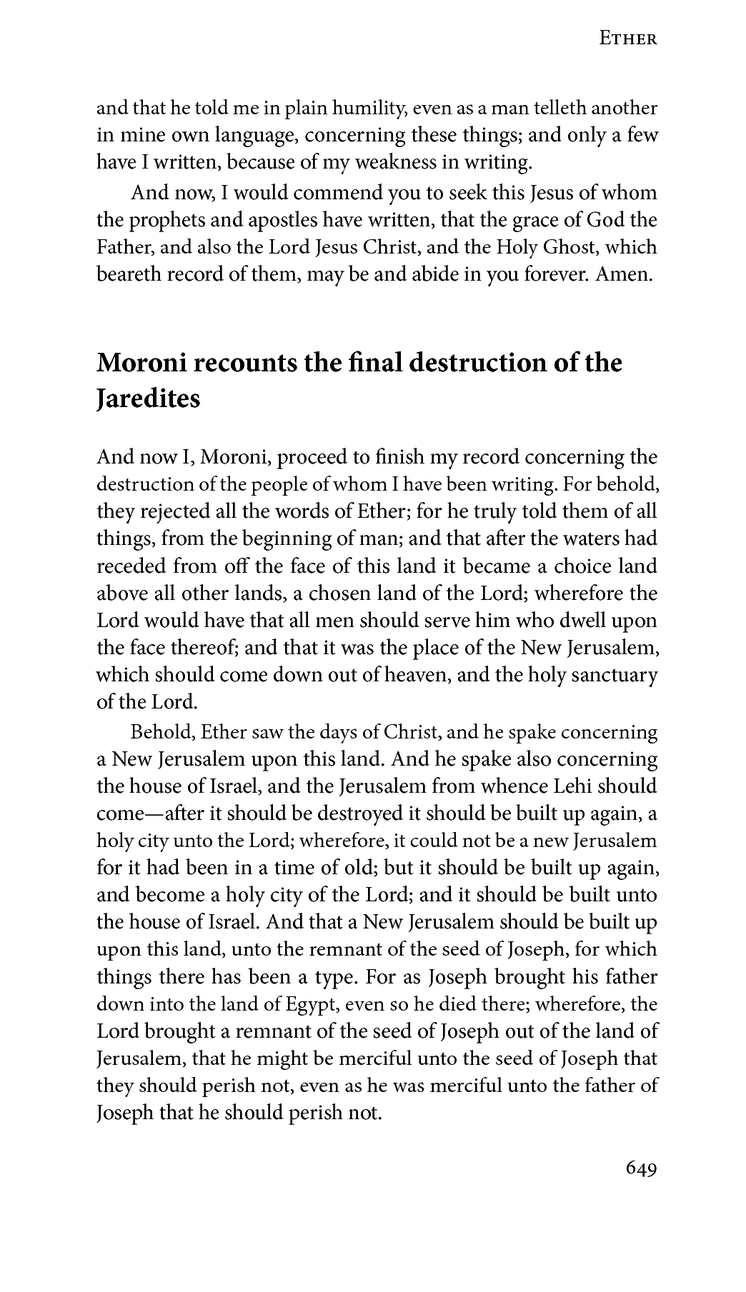 Ether
and that he told me in plain humility, even as a man telleth another
in mine own language, concerning these things; and only a few
have I written, because of my weakness in writing.
And now, I would commend you to seek this Jesus of whom
the prophets and apostles have written, that the grace of God the
Father, and also the Lord Jesus Christ, and the Holy Ghost, which
beareth record of them, may be and abide in you forever. Amen.
Moroni recounts the final destruction of the
Jaredites
And now I, Moroni, proceed to finish my record concerning the
destruction of the people of whom I have been writing. For behold,
they rejected all the words of Ether; for he truly told them of all
things, from the beginning of man; and that after the waters had
receded from off the face of this land it became a choice land
above all other lands, a chosen land of the Lord; wherefore the
Lord would have that all men should serve him who dwell upon
the face thereof; and that it was the place of the New Jerusalem,
which should come down out of heaven, and the holy sanctuary
of the Lord.
Behold, Ether saw the days of Christ, and he spake concerning
a New Jerusalem upon this land. And he spake also concerning
the house of Israel, and the Jerusalem from whence Lehi should
come—after it should be destroyed it should be built up again, a
holy city unto the Lord; wherefore, it could not be a new Jerusalem
for it had been in a time of old; but it should be built up again,
and become a holy city of the Lord; and it should be built unto
the house of Israel. And that a New Jerusalem should be built up
upon this land, unto the remnant of the seed of Joseph, for which
things there has been a type. For as Joseph brought his father
down into the land of Egypt, even so he died there; wherefore, the
Lord brought a remnant of the seed of Joseph out of the land of
Jerusalem, that he might be merciful unto the seed of Joseph that
they should perish not, even as he was merciful unto the father of
Joseph that he should perish not.
649